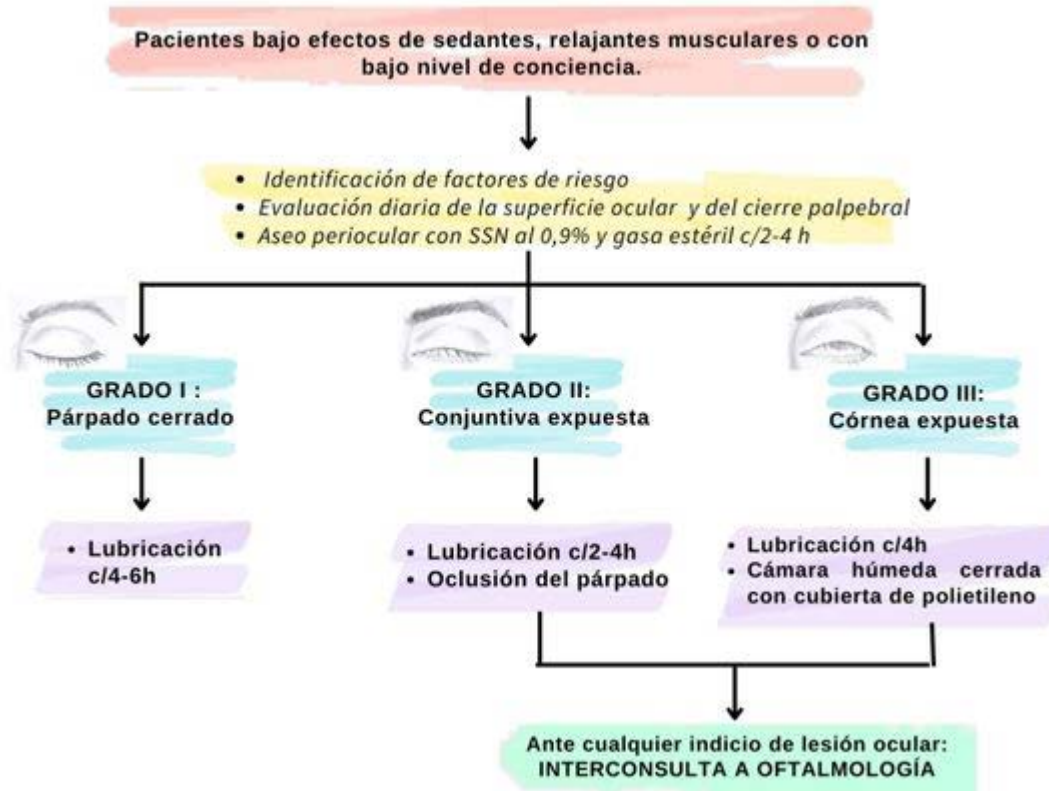 Pacientes bajo efectos de sedantes, relajantes musculares o con
bajo nivel de conciencia.
• Identificación de factores de riesgo
• Evaluación diaria de la superficie ocular y del cierre palpebral
• Aseo periocular con SSN al 0,9% y gasa estéril c/2-4 h
GRADO I :
Párpado cerrado
GRADO II:
Conjuntiva expuesta
GRADO III:
Córnea expuesta
• Lubricación
c/4-6h
• Lubricación c/2-4h
• Oclusión del párpado
• Lubricación c/4h
• Cámara húmeda cerrada
con cubierta de polietileno
Ante cualquier indicio de lesión ocular:
INTERCONSULTA A OFTALMOLOGÍA